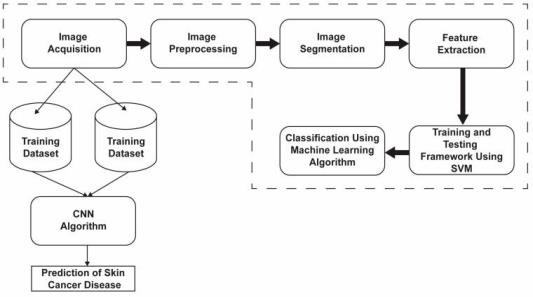 Image
Acquisition
Image
Preprocessing
Image
Segmentation
Feature
Extraction
Training
Dataset
Training
Dataset
Classification Using
Machine Learning
Algorithm
Training and
Testing
Framework Using
SVM
CNN
Algorithm
Prediction of Skin
Cancer Disease